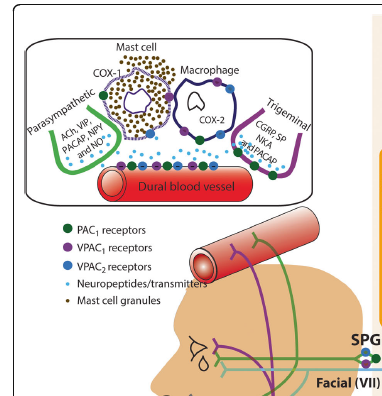 Mast cell
COX-1
Macrophage
COX-2
Parasympathetic
ACh, VIP,
PACAP, NPY
and NO
Trigeminal
CGRP, SP
NKA
and PACAP
Dural blood vessel
PAC1 receptors
VPAC1 receptors
VPAC2 receptors
Neuropeptides/transmitters
Mast cell granules
SPG
Facial (VII)